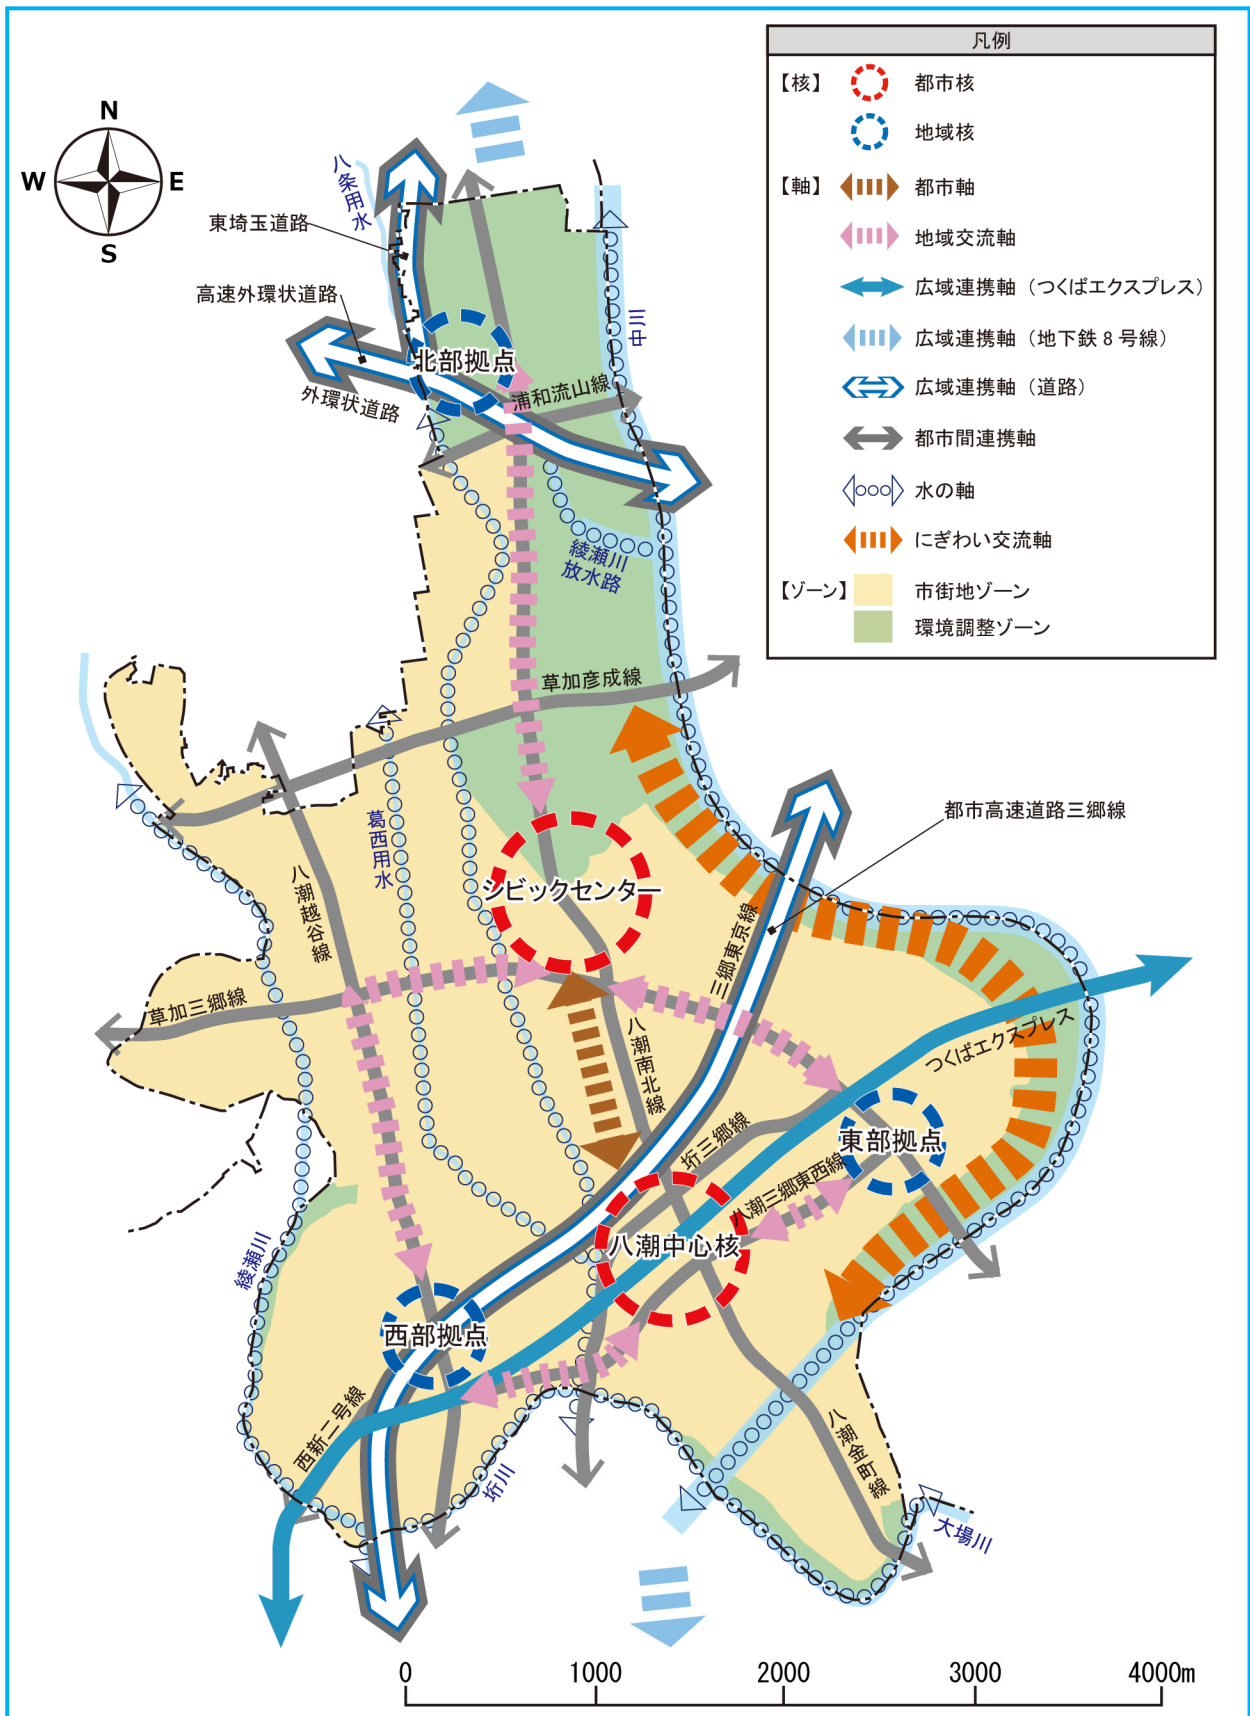 凡例
【核】
都市核
地域核
【軸】
都市軸
地域交流軸
広域連携軸（つくばエクスプレス）
広域連携軸（地下鉄8号線）
広域連携軸（道路）
都市間連携軸
水の軸
にぎわい交流軸
【ゾーン】
市街地ゾーン
環境調整ゾーン
N
W
E
S
八条用水
東埼玉道路
高速外環状道路
外環状道路
北部拠点
浦和流山線
中川
綾瀬川
放水路
草加彦成線
都市高速道路三郷線
葛西用水
八潮越谷線
シビックセンター
三郷東京線
草加三郷線
八潮南北線
つくばエクスプレス
垳三郷線
東部拠点
八潮三郷東西線
八潮中心核
綾瀬川
西部拠点
西新二号線
垳川
八潮金町線
大場川
0
1000
2000
3000
4000m